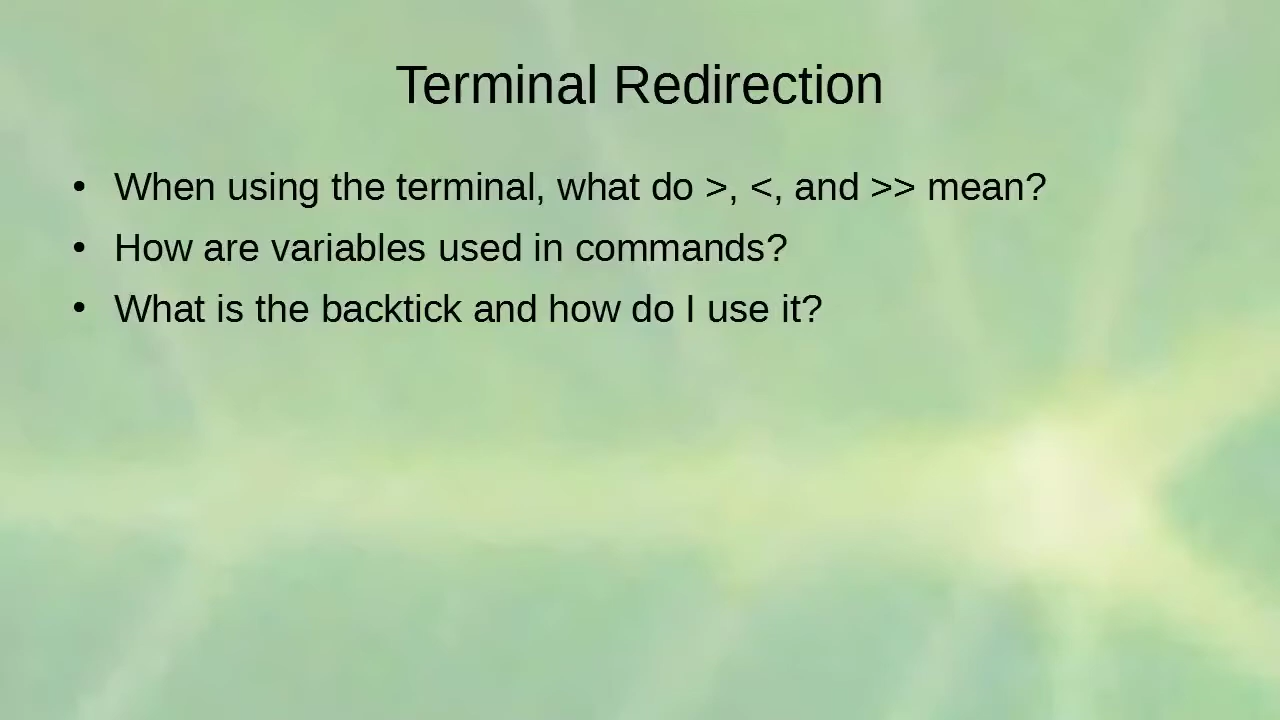 Terminal Redirection
• When using the terminal, what do >, <, and >> mean?
• How are variables used in commands?
• What is the backtick and how do I use it?